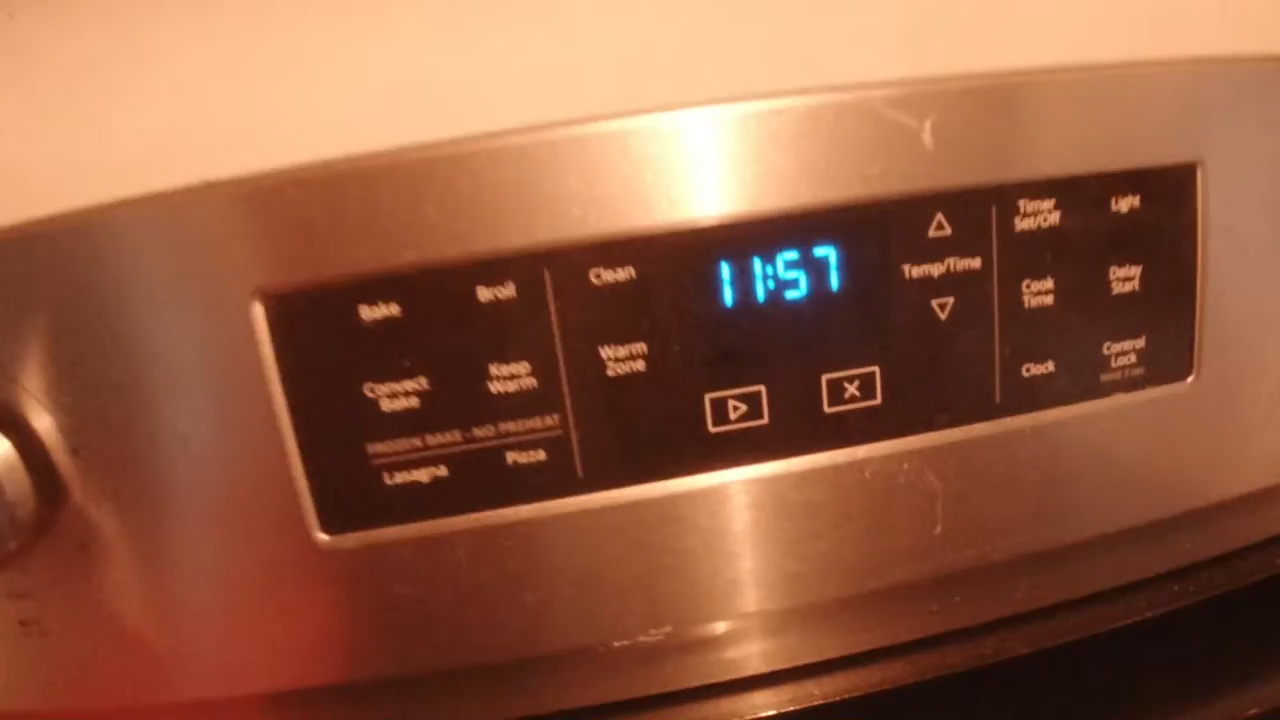 Bake
Broil
Convect
Bake
Keep
Warm
FROZEN BAKE - NO PREHEAT
Lasagna
Pizza
Clean
Warm
Zone
11:57
Temp/Time
Timer
Set/Off
Light
Cook
Time
Delay
Start
Clock
Control
Lock